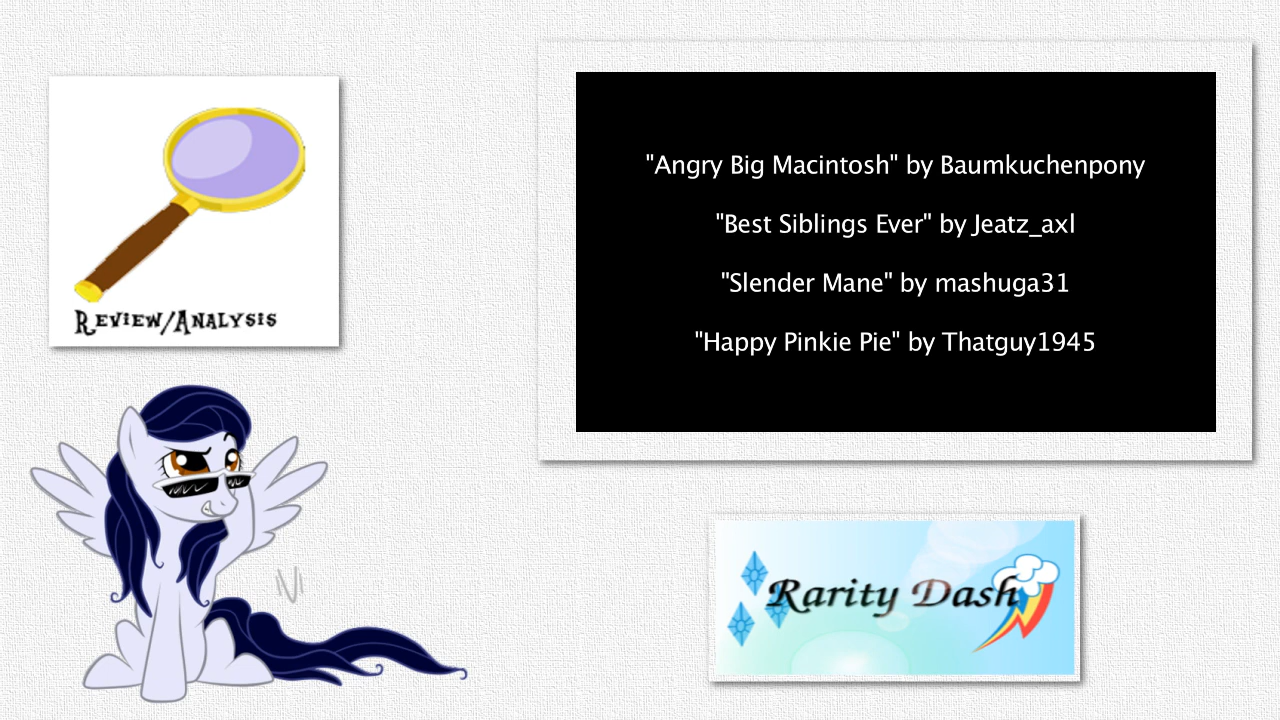 Review/Analysis
"Angry Big Macintosh" by Baumkuchenpony
"Best Siblings Ever" by Jeatz_axl
"Slender Mane" by mashuga31
"Happy Pinkie Pie" by Thatguy1945
Rarity Dash